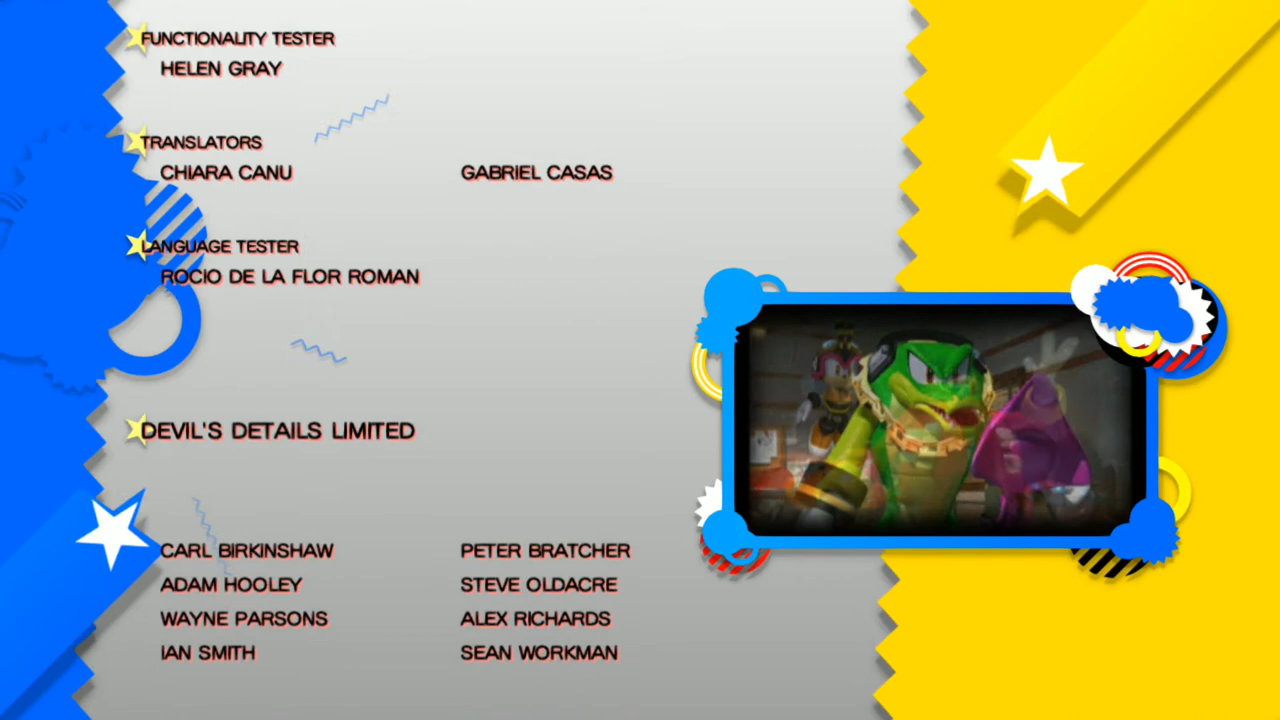 FUNCTIONALITY TESTER
HELEN GRAY
TRANSLATORS
CHIARA CANU GABRIEL CASAS
LANGUAGE TESTER
ROCIO DE LA FLOR ROMAN
DEVIL'S DETAILS LIMITED
CARL BIRKINSHAW PETER BRATCHER
ADAM HOOLEY STEVE OLDACRE
WAYNE PARSONS ALEX RICHARDS
IAN SMITH SEAN WORKMAN